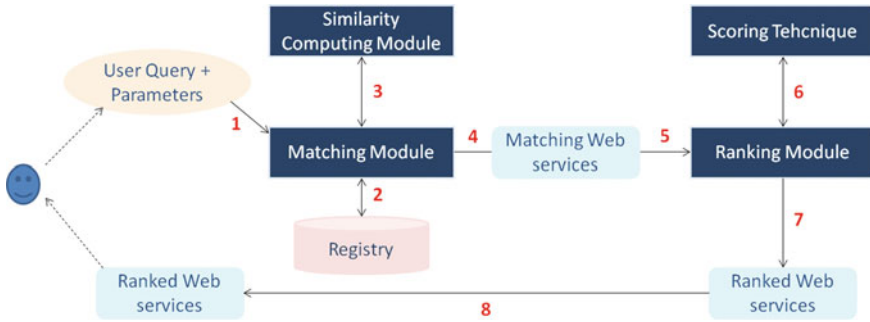 Similarity
Computing Module
Scoring Tehcnique
User Query +
Parameters
3
6
1
Matching Module
4
Matching Web
services
5
Ranking Module
2
7
Registry
Ranked Web
services
8
Ranked Web
services